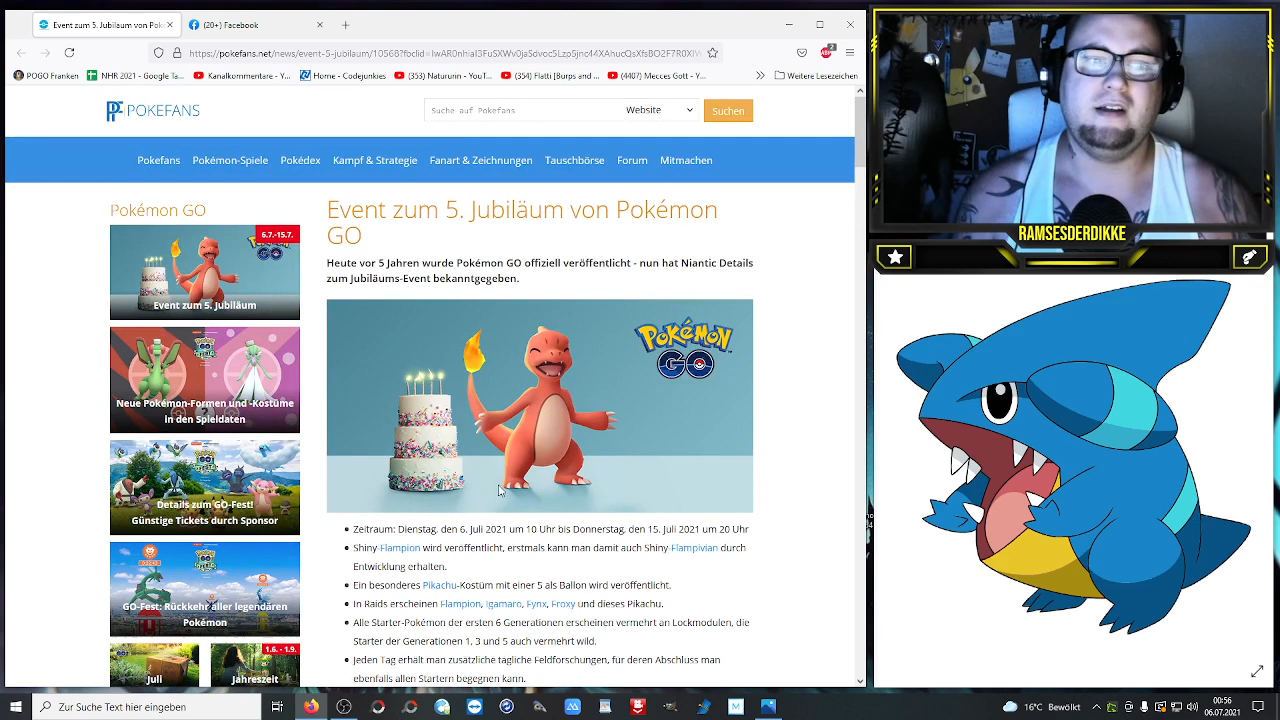 Event zum 5. Jubiläum von Poké
(20+) Facebook
https://pokefans.net/news/event-5-jubilaum/10568?fbclid=
POGO Franken
NHR 2021 - Google Ta...
Kanalkommentare - Y...
Home - Codejunkies
(353) Naturunin - YouT...
(354) Flatti [Burps and ...
(4407) Mecces Gott - Y...
Weitere Lesezeichen
PF POKEFANS
Suche auf Pokefans
Website
Suchen
Pokefans
Pokémon-Spiele
Pokédex
Kampf & Strategie
Fanart & Zeichnungen
Tauschbörse
Forum
Mitmachen
Pokémon GO
6.7.-15.7.
Event zum 5. Jubiläum
Neue Pokémon-Formen und -Kostüme
in den Spieldaten
Details zum GO-Fest!
Günstige Tickets durch Sponsor
GO-Fest: Rückkehr aller legendären
Pokémon
Juli
1.6. - 1.9.
Jahreszeit
Event zum 5. Jubiläum von Pokémon
GO
Heute vor 5 Jahren wurde Pokémon GO offiziell veröffentlicht - nun hat Niantic Details
zum Jubiläums-Event bekanntgegeben.
POKÉMON
GO
Zeitraum: Dienstag, den 6. Juli 2021 um 10 Uhr bis Donnerstag, den 15. Juli 2021 um 20 Uhr
Shiny-Flampion wird veröffentlicht, erstmals kann man damit auch Shiny-Flampivian durch
Entwicklung erhalten.
Ein besonderes Pikachu-Kostüm mit einer 5 als Ballon wird veröffentlicht.
In Raids erscheinen Flampion, Igamaro, Fynx, Froxy und dieses Pikachu.
Alle Starter-Pokémon der ersten 6 Generationen erscheinen vermehrt an Lockmodulen, die
Starter der Generationen 1, 3 und 5 auch vermehrt wild.
Jeden Tag erhält man zusätzliche tägliche Feldforschungen, für deren Abschluss man
ebenfalls allen Startern begegnen kann.
RAMSESDERDIKKE
Zur Suche Text hier eingeben
16°C Bewölkt
00:56
06.07.2021